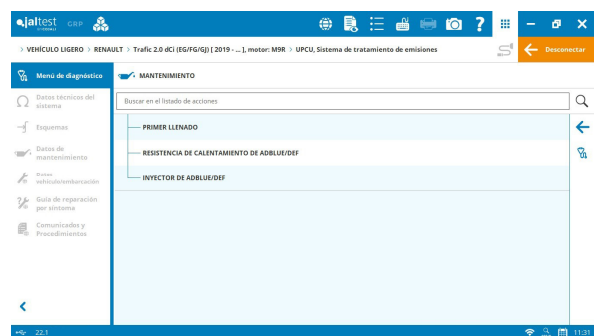 jaltest GRP
> VEHÍCULO LIGERO > RENAULT > Trafic 2.0 dCi (EG/FG/GJ) [ 2019 - ... ], motor: M9R > UPCU, Sistema de tratamiento de emisiones
Desconectar
Menú de diagnóstico
MANTENIMIENTO
Datos técnicos del
sistema
Buscar en el listado de acciones
Esquemas
PRIMER LLENADO
Datos de
mantenimiento
RESISTENCIA DE CALENTAMIENTO DE ADBLUE/DEF
Datos
vehículo/embarcación
INYECTOR DE ADBLUE/DEF
Guía de reparación
por síntoma
Comunicados y
Procedimientos
22.1
11:31